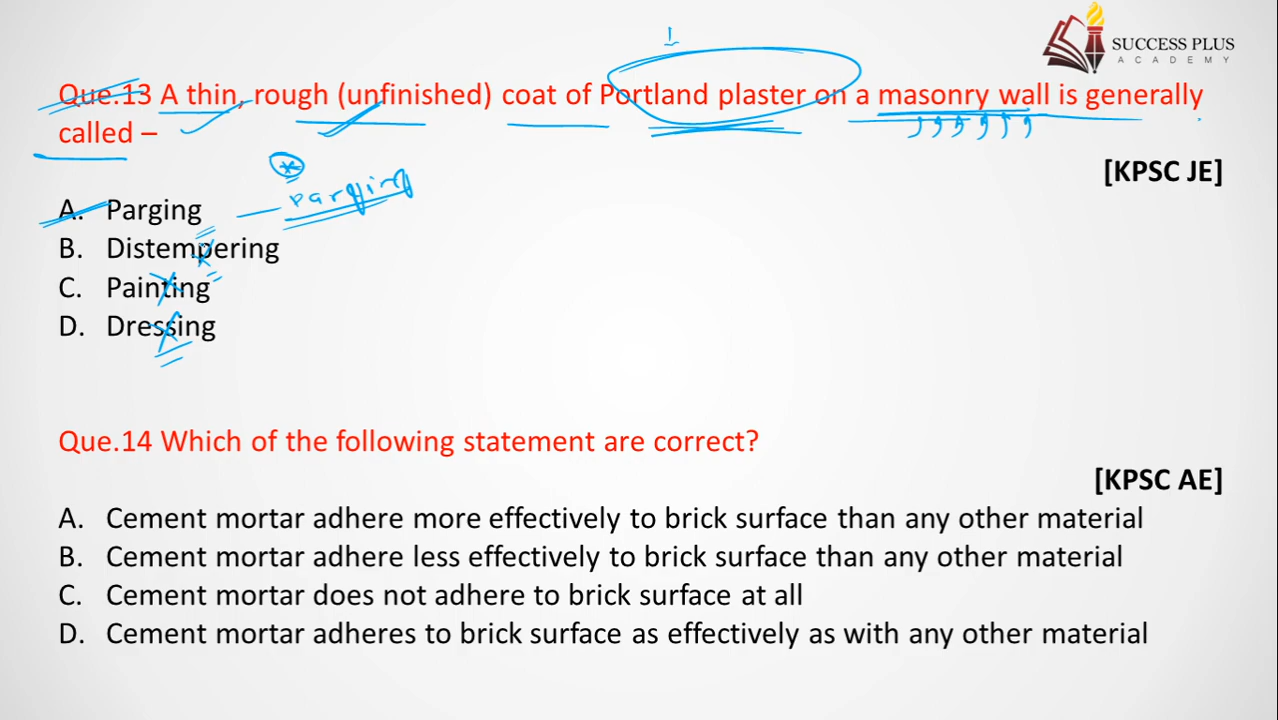 SUCCESS PLUS
ACADEMY
Que.13 A thin, rough (unfinished) coat of Portland plaster on a masonry wall is generally
called –
[KPSC JE]
parging
A. Parging
B. Distempering
C. Painting
D. Dressing
Que.14 Which of the following statement are correct?
[KPSC AE]
A. Cement mortar adhere more effectively to brick surface than any other material
B. Cement mortar adhere less effectively to brick surface than any other material
C. Cement mortar does not adhere to brick surface at all
D. Cement mortar adheres to brick surface as effectively as with any other material